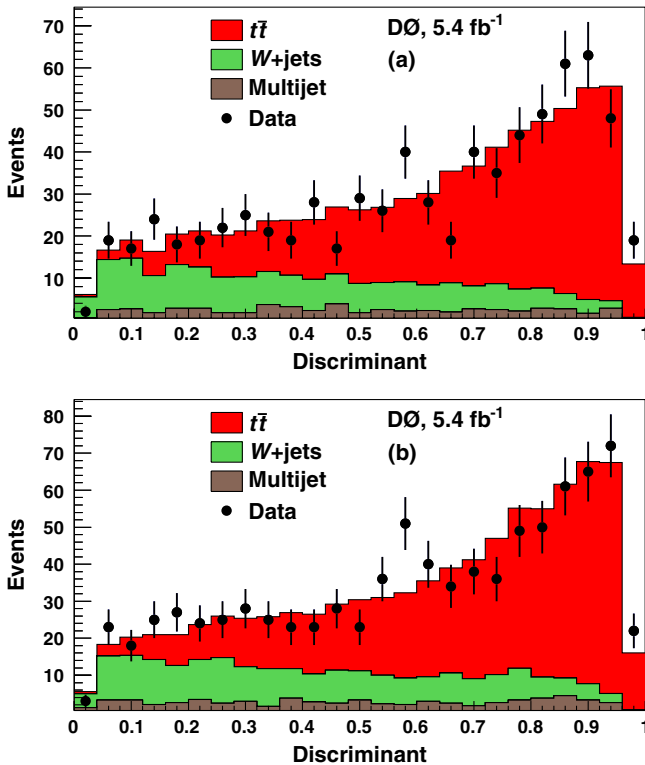 70
60
50
40
30
20
10
Events
tt̄
W+jets
Multijet
Data
DØ, 5.4 fb⁻¹
(a)
0 0.1 0.2 0.3 0.4 0.5 0.6 0.7 0.8 0.9 1
Discriminant
80
70
60
50
40
30
20
10
Events
tt̄
W+jets
Multijet
Data
DØ, 5.4 fb⁻¹
(b)
0 0.1 0.2 0.3 0.4 0.5 0.6 0.7 0.8 0.9 1
Discriminant